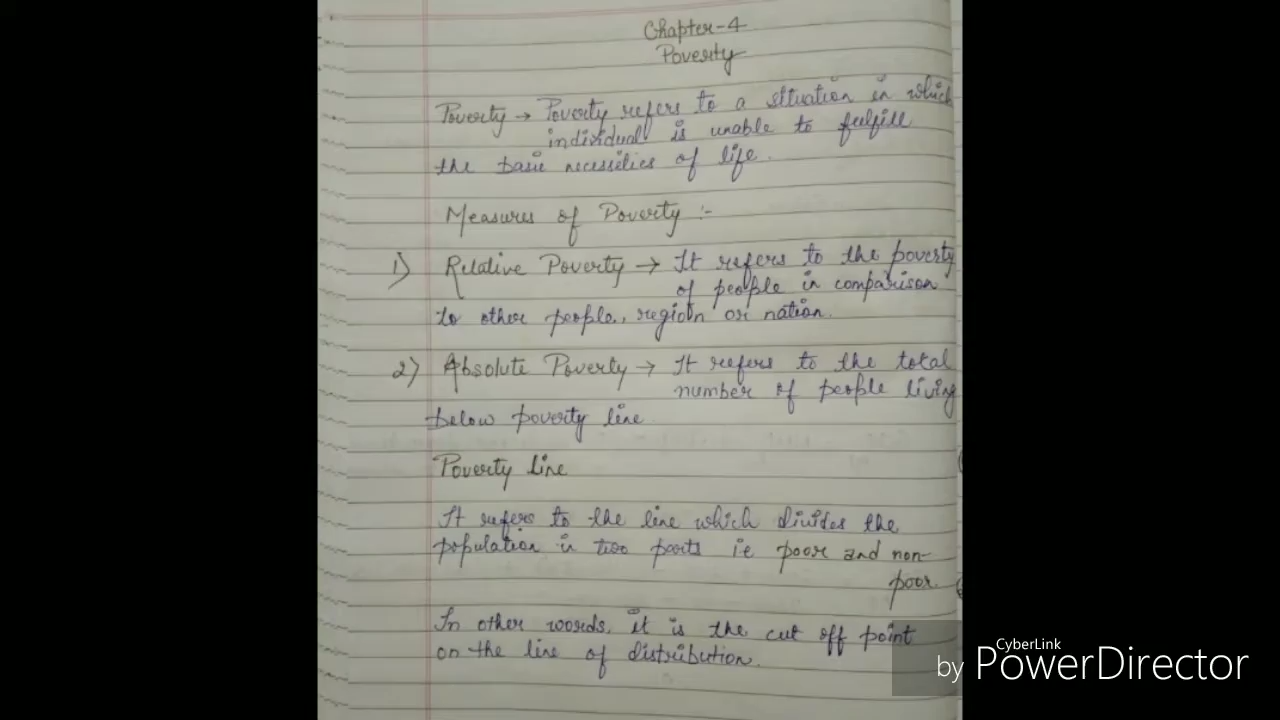 Chapter-4
Poverty
Poverty → Poverty refers to a situation in which
individual is unable to fulfill
the basic necessities of life.
Measures of Poverty :-
1) Relative Poverty → It refers to the poverty
of people in comparison
to other people, region or nation.
2) Absolute Poverty → It refers to the total
number of people living
below poverty line
Poverty line
It refers to the line which divides the
population in two parts i.e poor and non-
poor.
In other words, it is the cut off point
on the line of distribution.
CyberLink
by PowerDirector